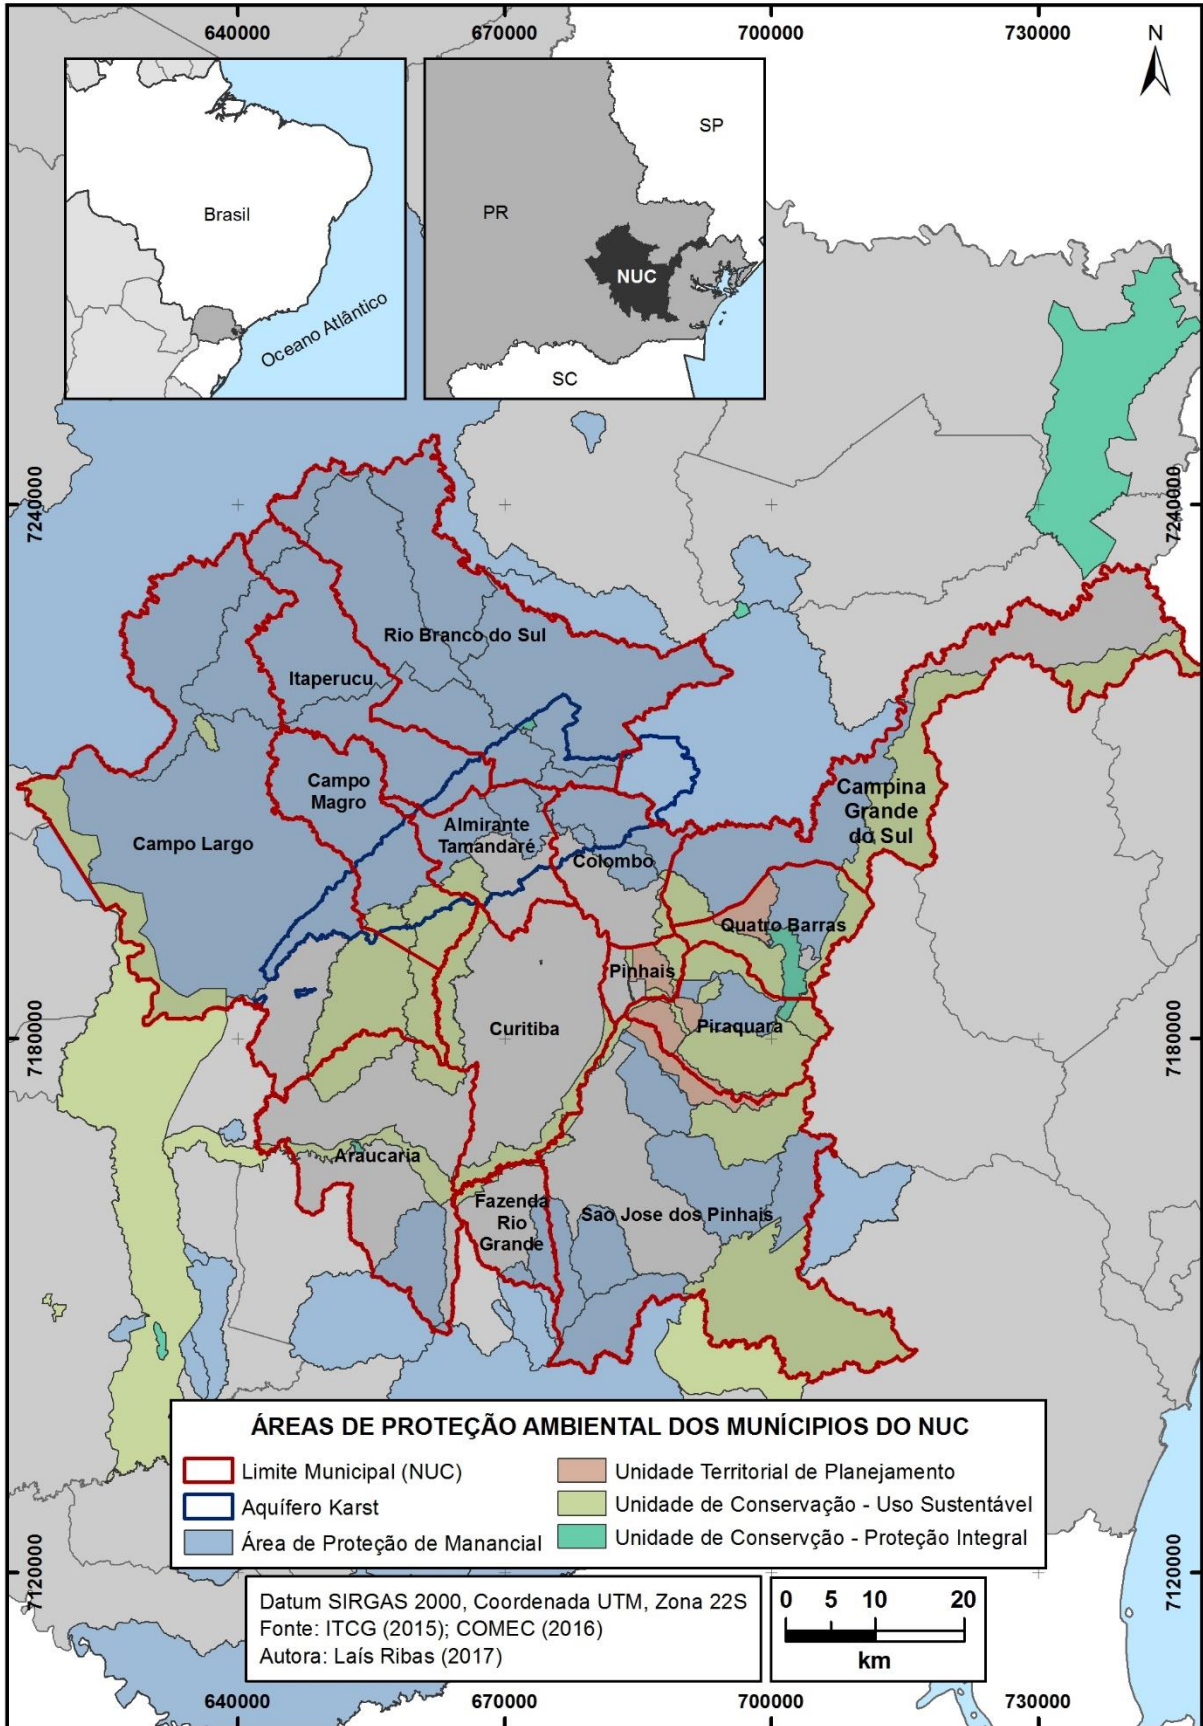 640000
670000
700000
730000
N
Brasil
Oceano Atlântico
SP
PR
NUC
SC
7240000
7240000
Rio Branco do Sul
Itaperucu
Campo
Magro
Campina
Grande
do Sul
Almirante
Tamandaré
Campo Largo
Colombo
Quatro Barras
Pinhais
Curitiba
Piraquara
7180000
7180000
Araucaria
Fazenda
Rio
Grande
Sao Jose dos Pinhais
ÁREAS DE PROTEÇÃO AMBIENTAL DOS MUNÍCIPIOS DO NUC
Limite Municipal (NUC)
Aquífero Karst
Área de Proteção de Manancial
Unidade Territorial de Planejamento
Unidade de Conservação - Uso Sustentável
Unidade de Conservção - Proteção Integral
7120000
7120000
Datum SIRGAS 2000, Coordenada UTM, Zona 22S
Fonte: ITCG (2015); COMEC (2016)
Autora: Laís Ribas (2017)
0 5 10 20
km
640000
670000
700000
730000